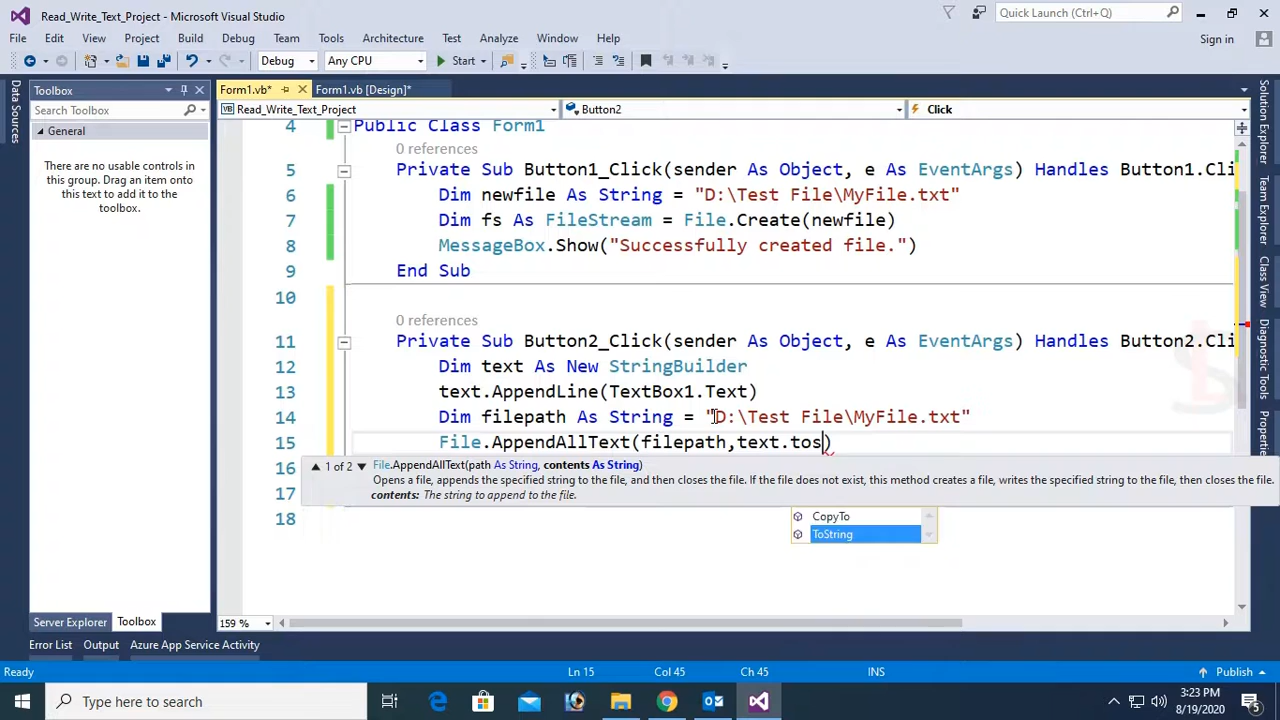 Read_Write_Text_Project - Microsoft Visual Studio
Quick Launch (Ctrl+Q)
File Edit View Project Build Debug Team Tools Architecture Test Analyze Window Help
Sign in
Debug Any CPU Start
Data Sources
Toolbox
Search Toolbox
General
There are no usable controls in
this group. Drag an item onto
this text to add it to the
toolbox.
Server Explorer Toolbox
Form1.vb* Form1.vb [Design]*
Read_Write_Text_Project Button2 Click
4 Public Class Form1
0 references
5 Private Sub Button1_Click(sender As Object, e As EventArgs) Handles Button1.Cli
6 Dim newfile As String = "D:\Test File\MyFile.txt"
7 Dim fs As FileStream = File.Create(newfile)
8 MessageBox.Show("Successfully created file.")
9 End Sub
10
0 references
11 Private Sub Button2_Click(sender As Object, e As EventArgs) Handles Button2.Cli
12 Dim text As New StringBuilder
13 text.AppendLine(TextBox1.Text)
14 Dim filepath As String = "D:\Test File\MyFile.txt"
15 File.AppendAllText(filepath,text.tos)
16
1 of 2 File.AppendAllText(path As String, contents As String)
Opens a file, appends the specified string to the file, and then closes the file. If the file does not exist, this method creates a file, writes the specified string to the file, then closes the file.
17 contents: The string to append to the file.
18
CopyTo
ToString
159 %
Solution Explorer
Team Explorer
Class View
Diagnostic Tools
Properties
Error List Output Azure App Service Activity
Ready Ln 15 Col 45 Ch 45 INS Publish
Type here to search
3:23 PM
8/19/2020
5